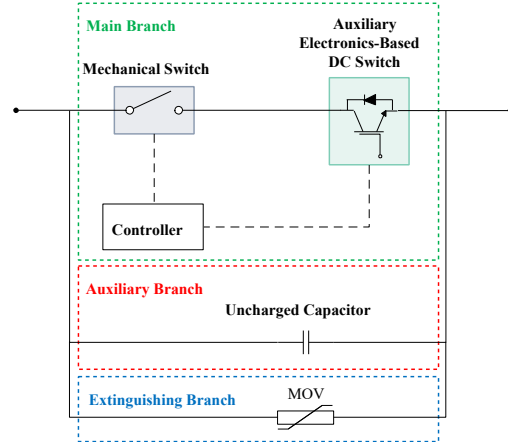 Main Branch
Auxiliary
Electronics-Based
DC Switch
Mechanical Switch
Controller
Auxiliary Branch
Uncharged Capacitor
MOV
Extinguishing Branch